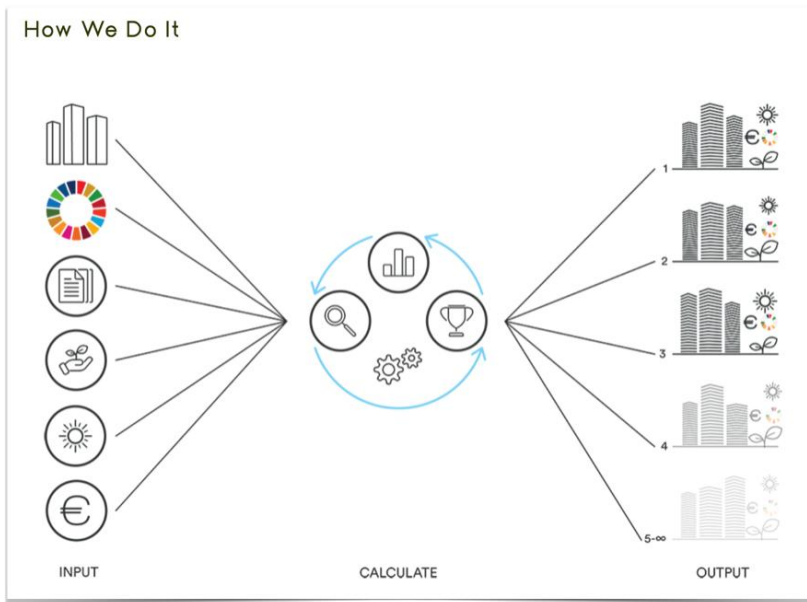 How We Do It
1
2
3
4
5-∞
€
€
€
€
€
€
INPUT
CALCULATE
OUTPUT